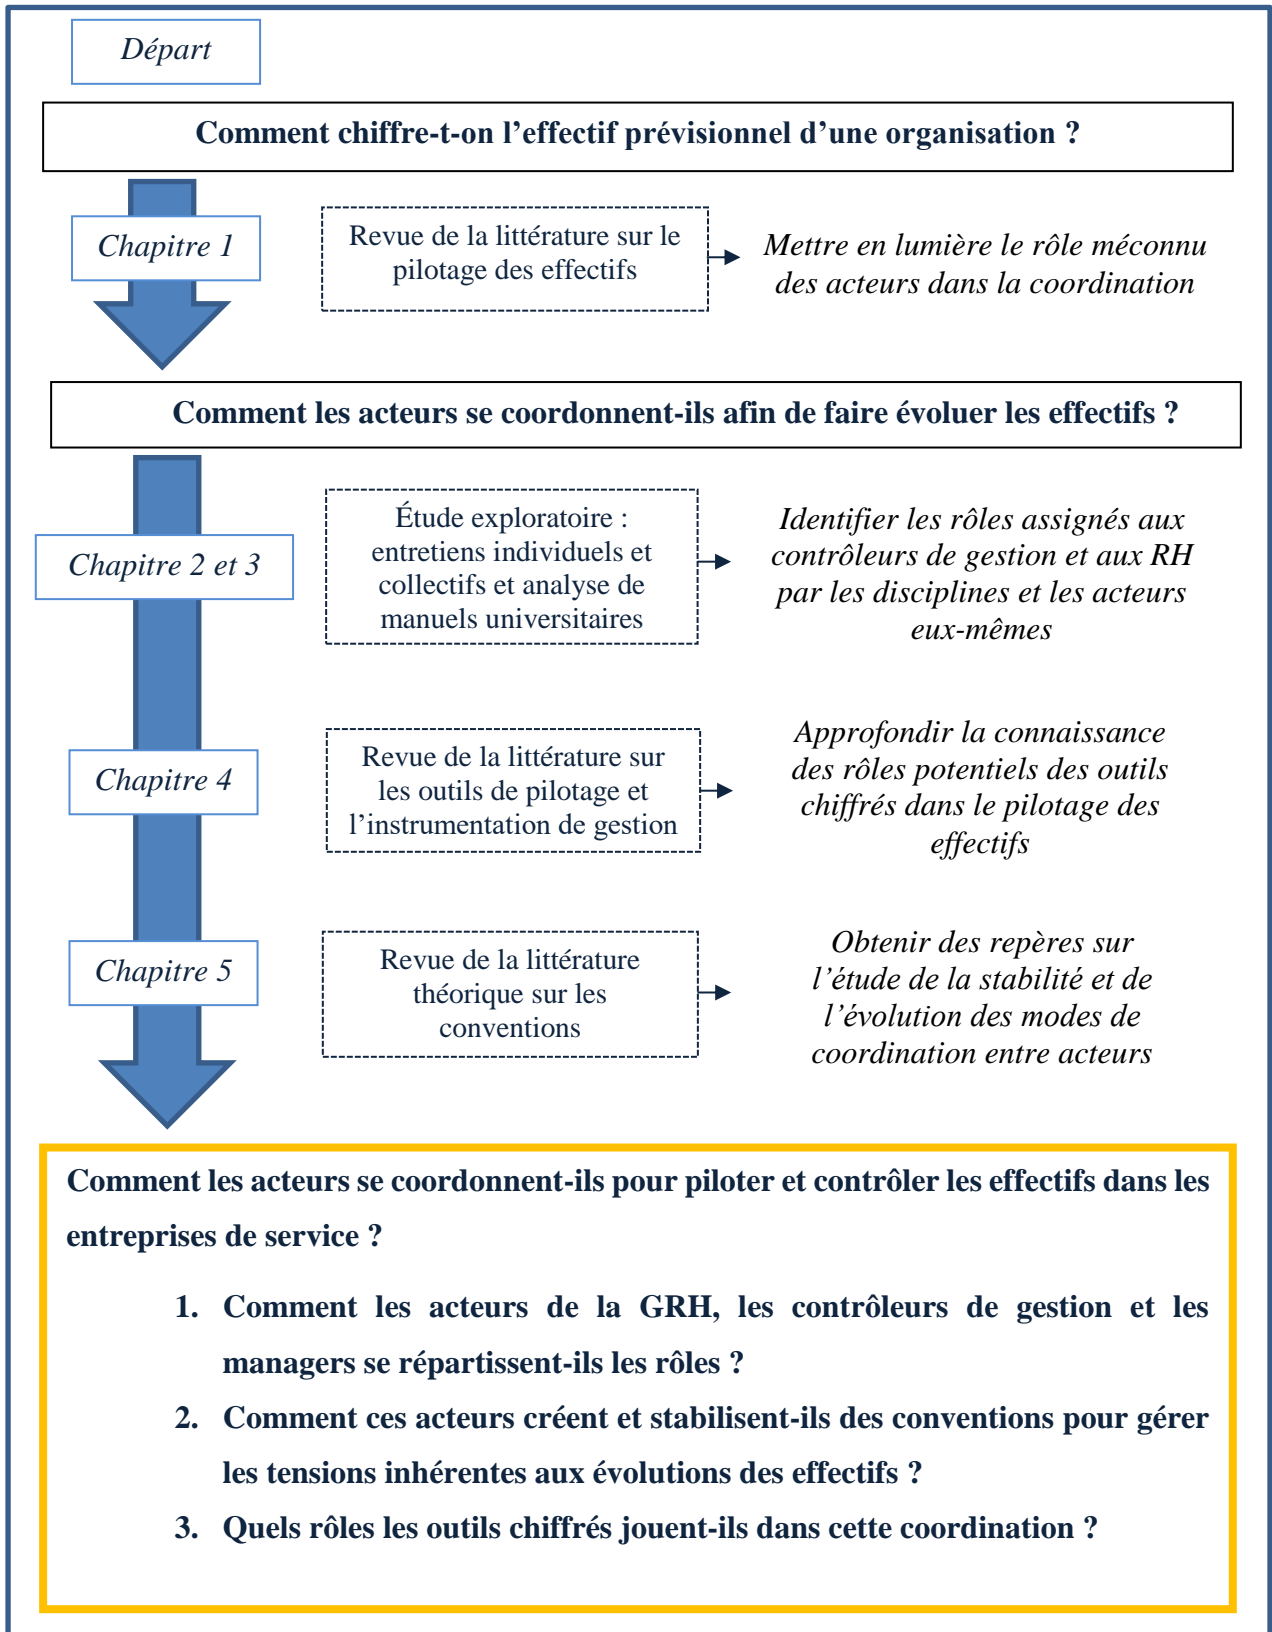 Départ
Comment chiffre-t-on l’effectif prévisionnel d’une organisation ?
Chapitre 1
Revue de la littérature sur le
pilotage des effectifs
Mettre en lumière le rôle méconnu
des acteurs dans la coordination
Comment les acteurs se coordonnent-ils afin de faire évoluer les effectifs ?
Chapitre 2 et 3
Étude exploratoire :
entretiens individuels et
collectifs et analyse de
manuels universitaires
Identifier les rôles assignés aux
contrôleurs de gestion et aux RH
par les disciplines et les acteurs
eux-mêmes
Chapitre 4
Revue de la littérature sur
les outils de pilotage et
l’instrumentation de gestion
Approfondir la connaissance
des rôles potentiels des outils
chiffrés dans le pilotage des
effectifs
Chapitre 5
Revue de la littérature
théorique sur les
conventions
Obtenir des repères sur
l’étude de la stabilité et de
l’évolution des modes de
coordination entre acteurs
Comment les acteurs se coordonnent-ils pour piloter et contrôler les effectifs dans les
entreprises de service ?
1. Comment les acteurs de la GRH, les contrôleurs de gestion et les
managers se répartissent-ils les rôles ?
2. Comment ces acteurs créent et stabilisent-ils des conventions pour gérer
les tensions inhérentes aux évolutions des effectifs ?
3. Quels rôles les outils chiffrés jouent-ils dans cette coordination ?